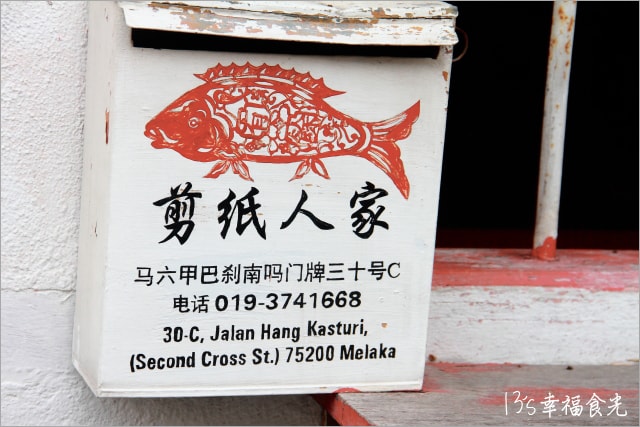 剪纸人家
马六甲巴刹南吗门牌三十号C
电话 019-3741668
30-C, Jalan Hang Kasturi,
(Second Cross St.) 75200 Melaka
13's幸福食光